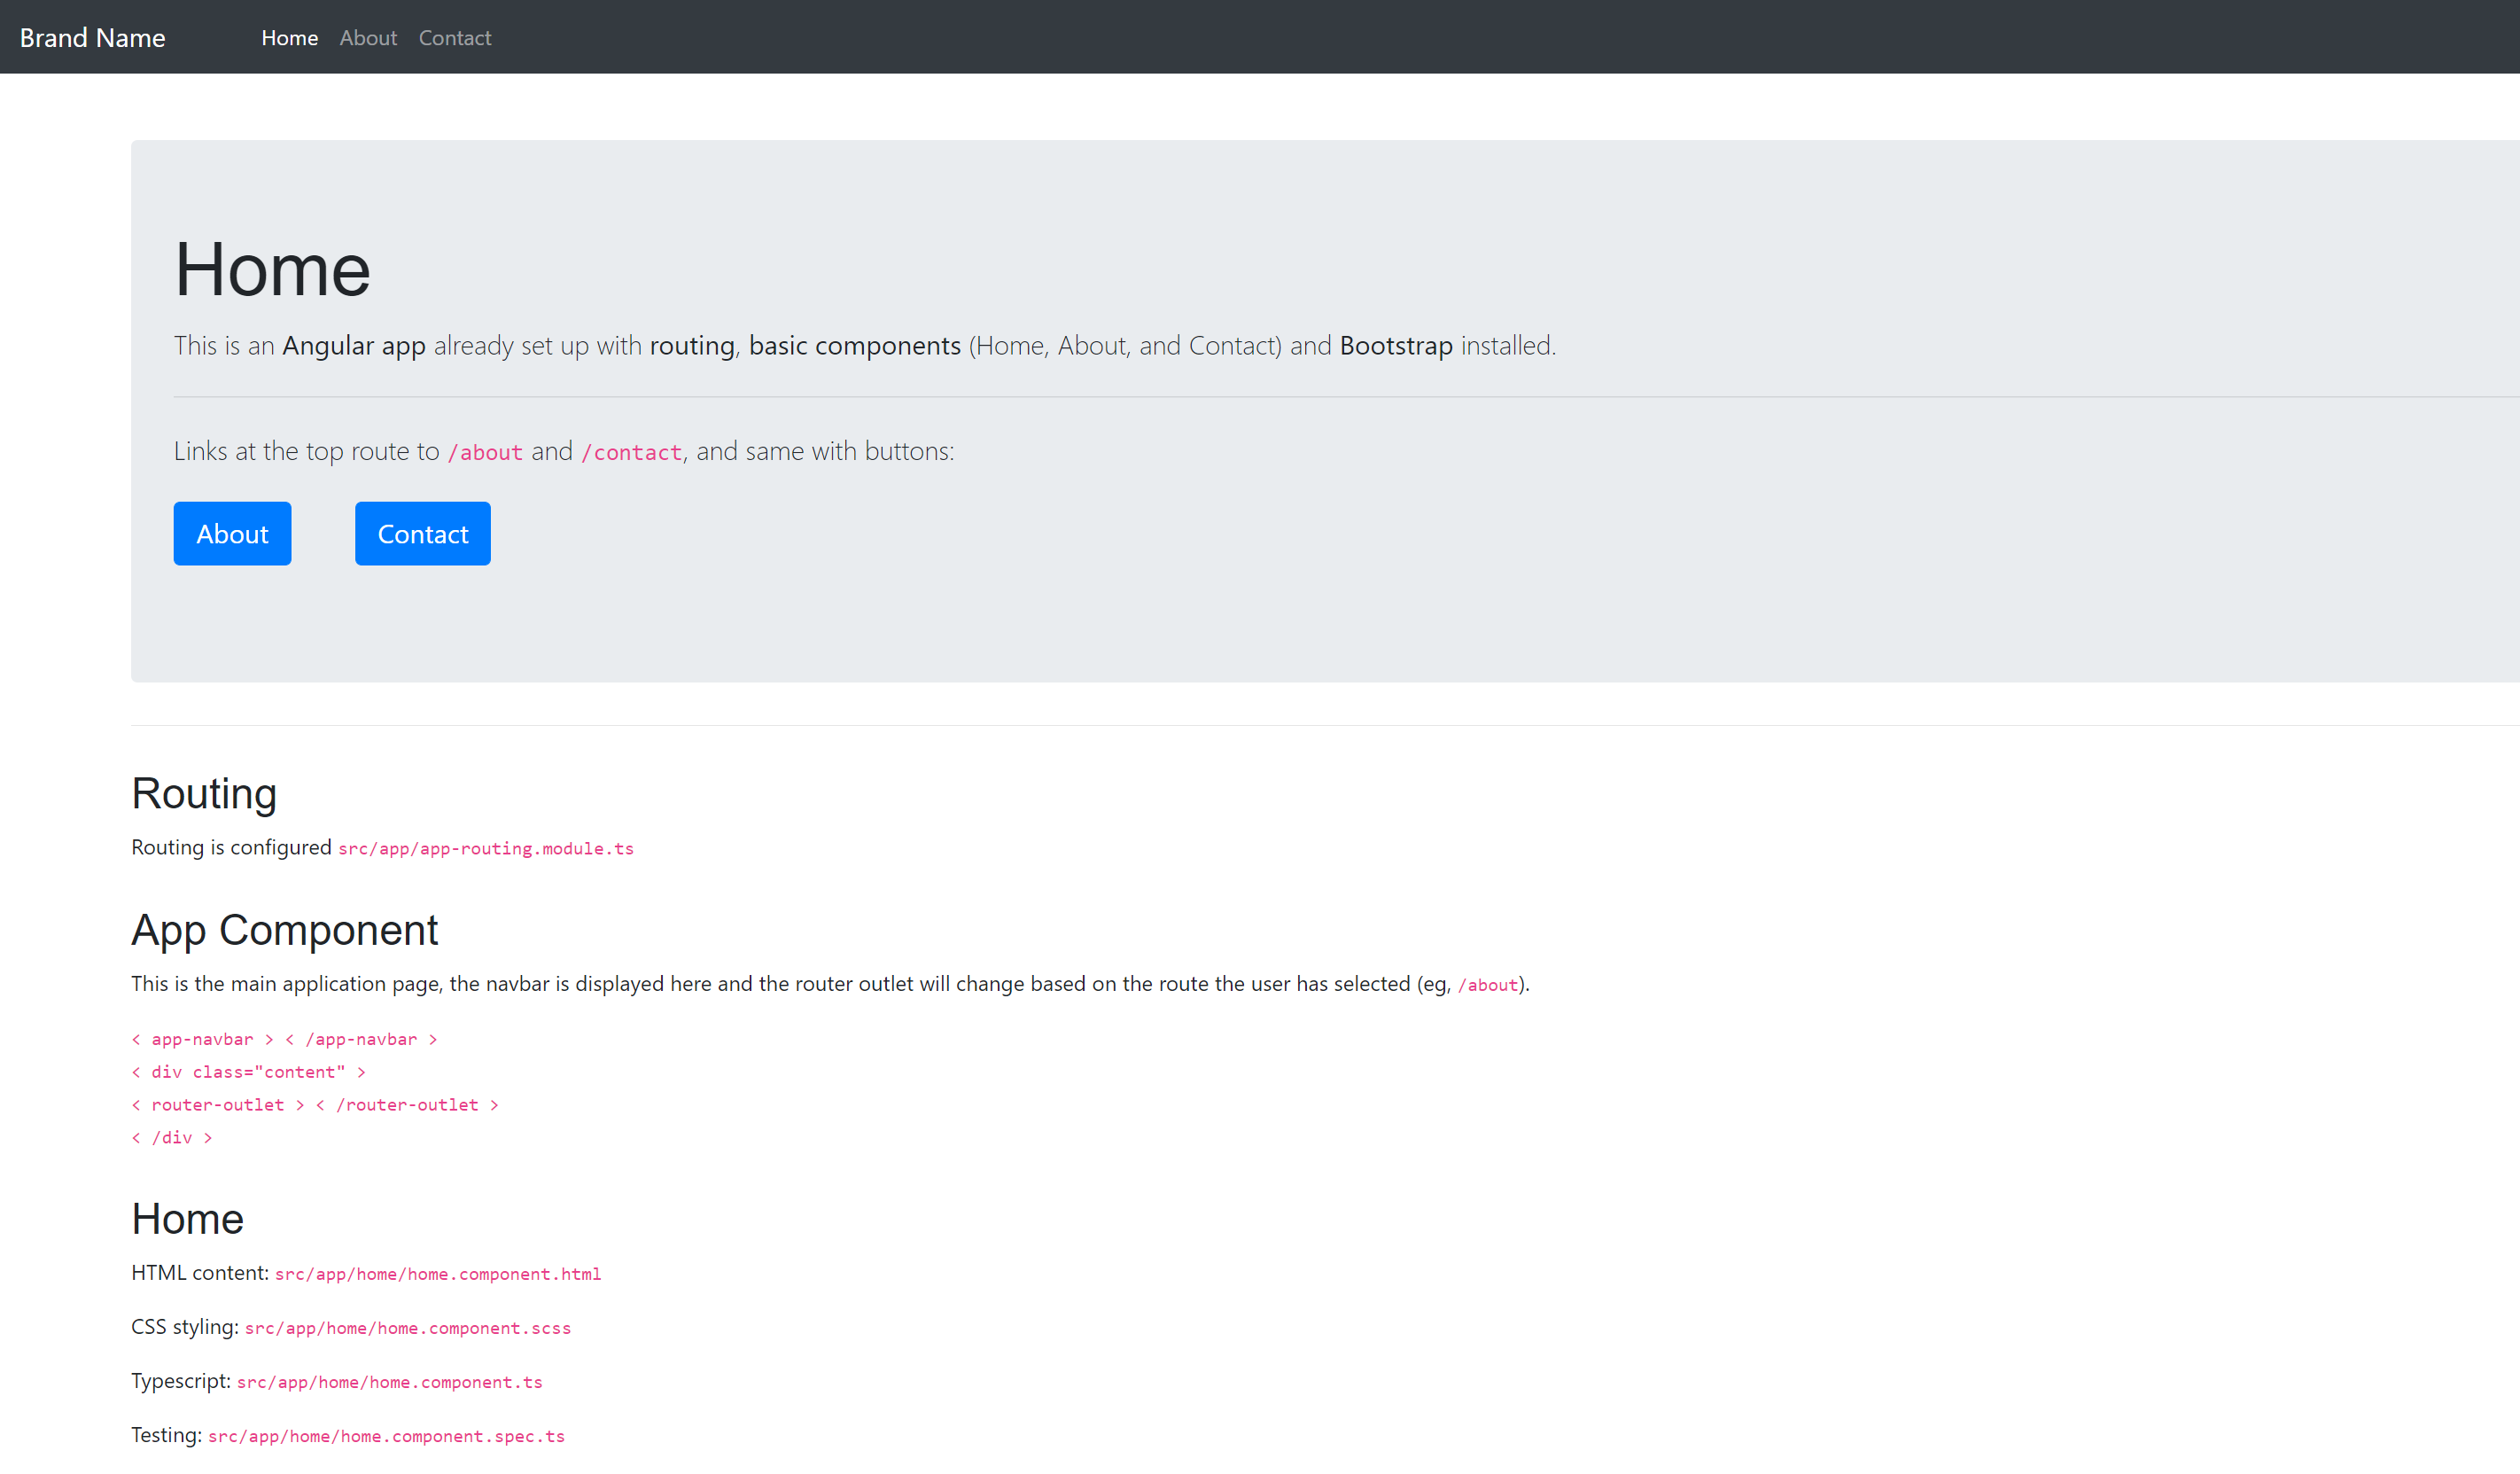 Brand Name Home About Contact
Home
This is an Angular app already set up with routing, basic components (Home, About, and Contact) and Bootstrap installed.
Links at the top route to /about and /contact, and same with buttons:
About Contact
Routing
Routing is configured src/app/app-routing.module.ts
App Component
This is the main application page, the navbar is displayed here and the router outlet will change based on the route the user has selected (eg, /about).
< app-navbar > < /app-navbar >
< div class="content" >
< router-outlet > < /router-outlet >
< /div >
Home
HTML content: src/app/home/home.component.html
CSS styling: src/app/home/home.component.scss
Typescript: src/app/home/home.component.ts
Testing: src/app/home/home.component.spec.ts